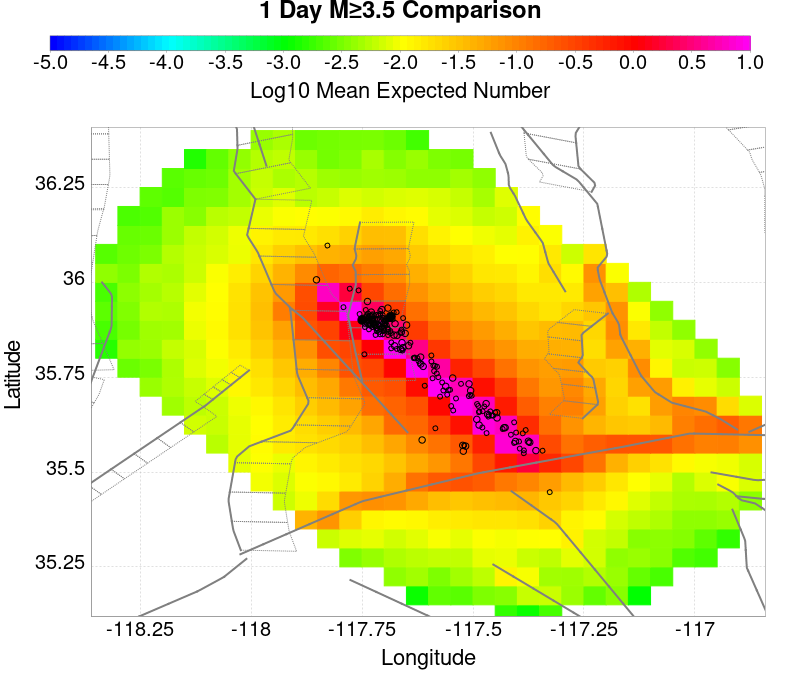 1 Day M≥3.5 Comparison
-5.0 -4.5 -4.0 -3.5 -3.0 -2.5 -2.0 -1.5 -1.0 -0.5 0.0 0.5 1.0
Log10 Mean Expected Number
36.25
36
35.75
35.5
35.25
Latitude
-118.25 -118 -117.75 -117.5 -117.25 -117
Longitude